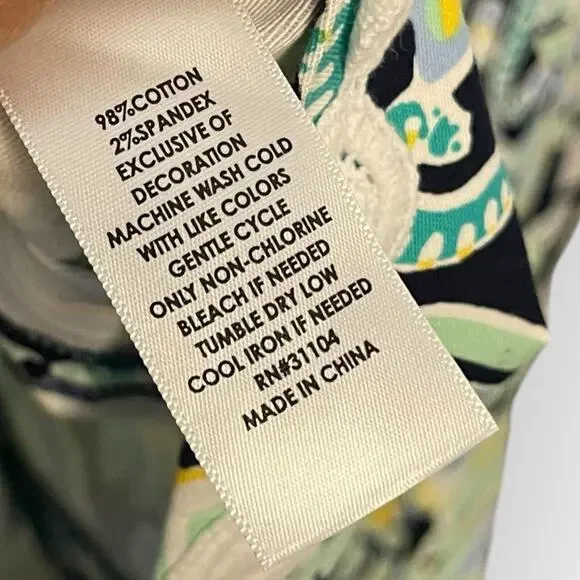 98%COTTON
2%SPANDEX
EXCLUSIVE OF
DECORATION
MACHINE WASH COLD
WITH LIKE COLORS
GENTLE CYCLE
ONLY NON-CHLORINE
BLEACH IF NEEDED
TUMBLE DRY LOW
COOL IRON IF NEEDED
RN#31104
MADE IN CHINA